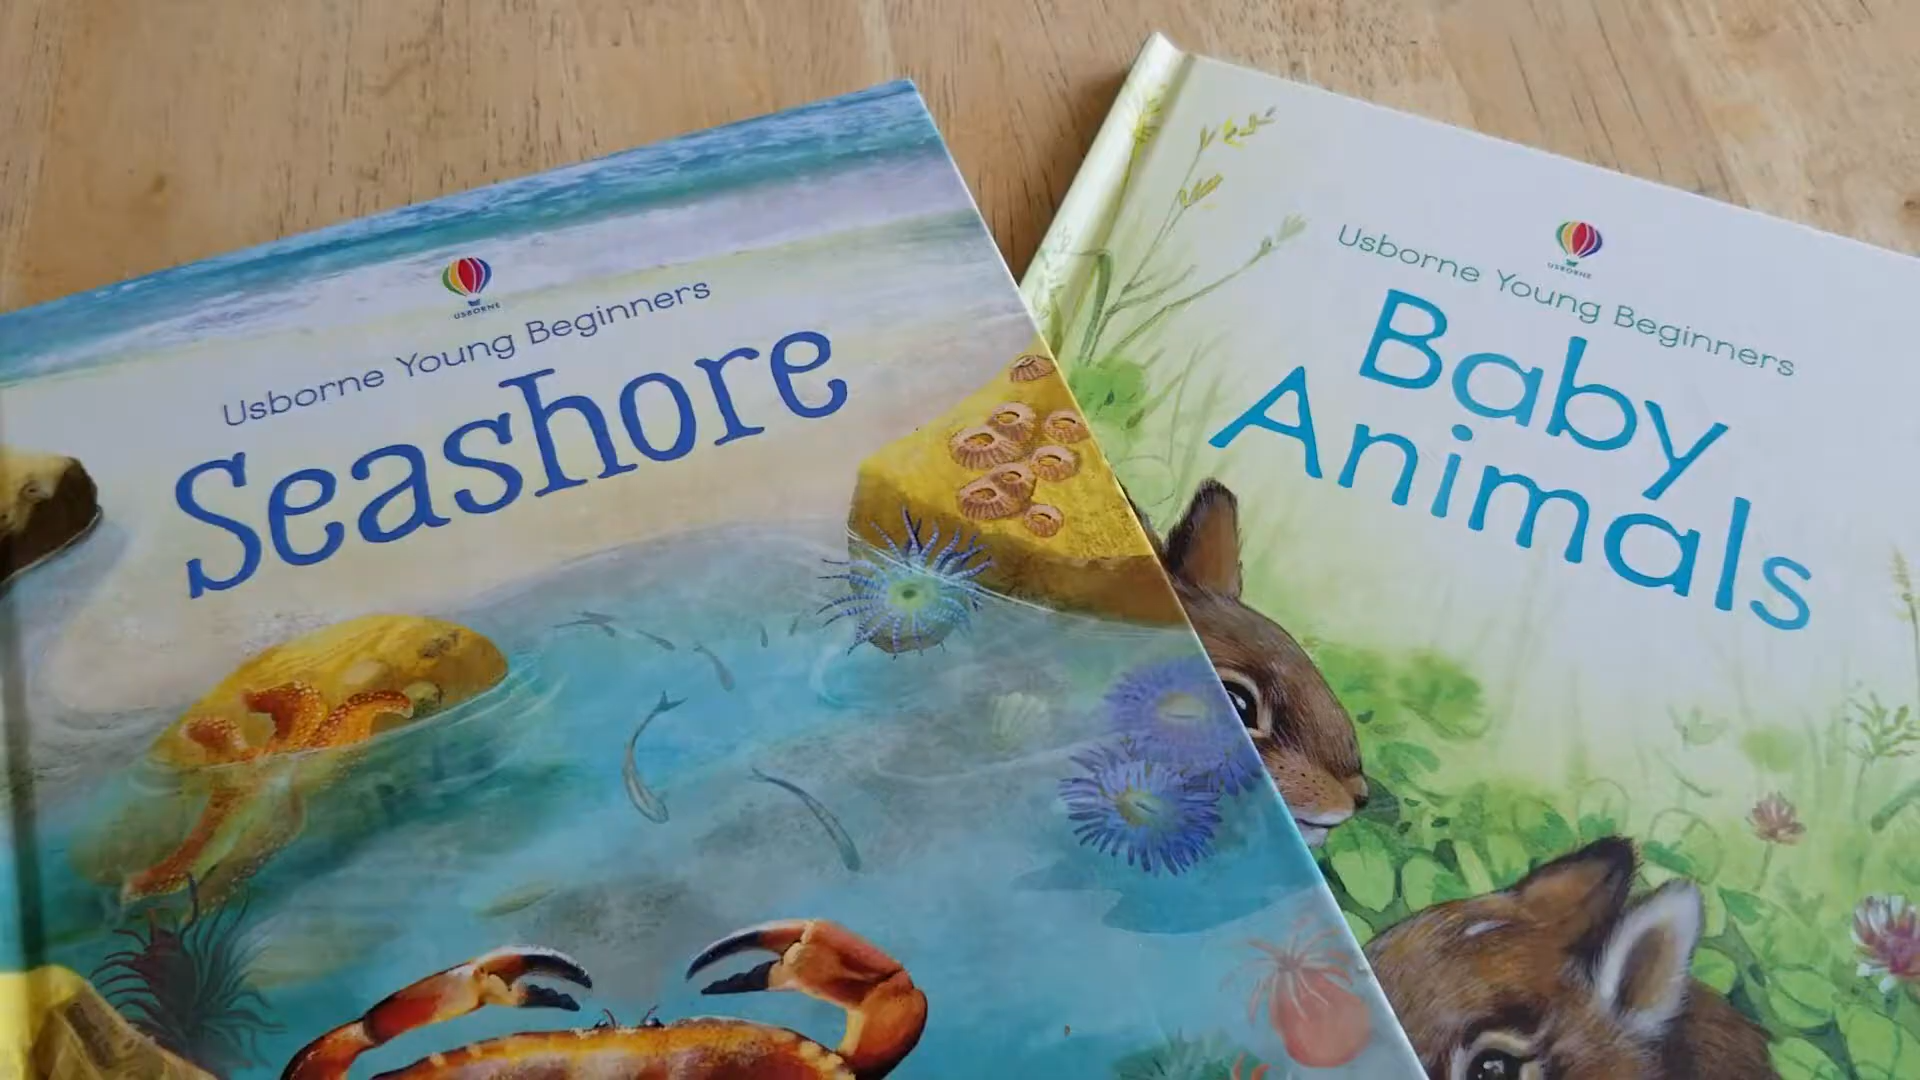 USBORNE
Usborne Young Beginners
Seashore
USBORNE
Usborne Young Beginners
Baby
Animals